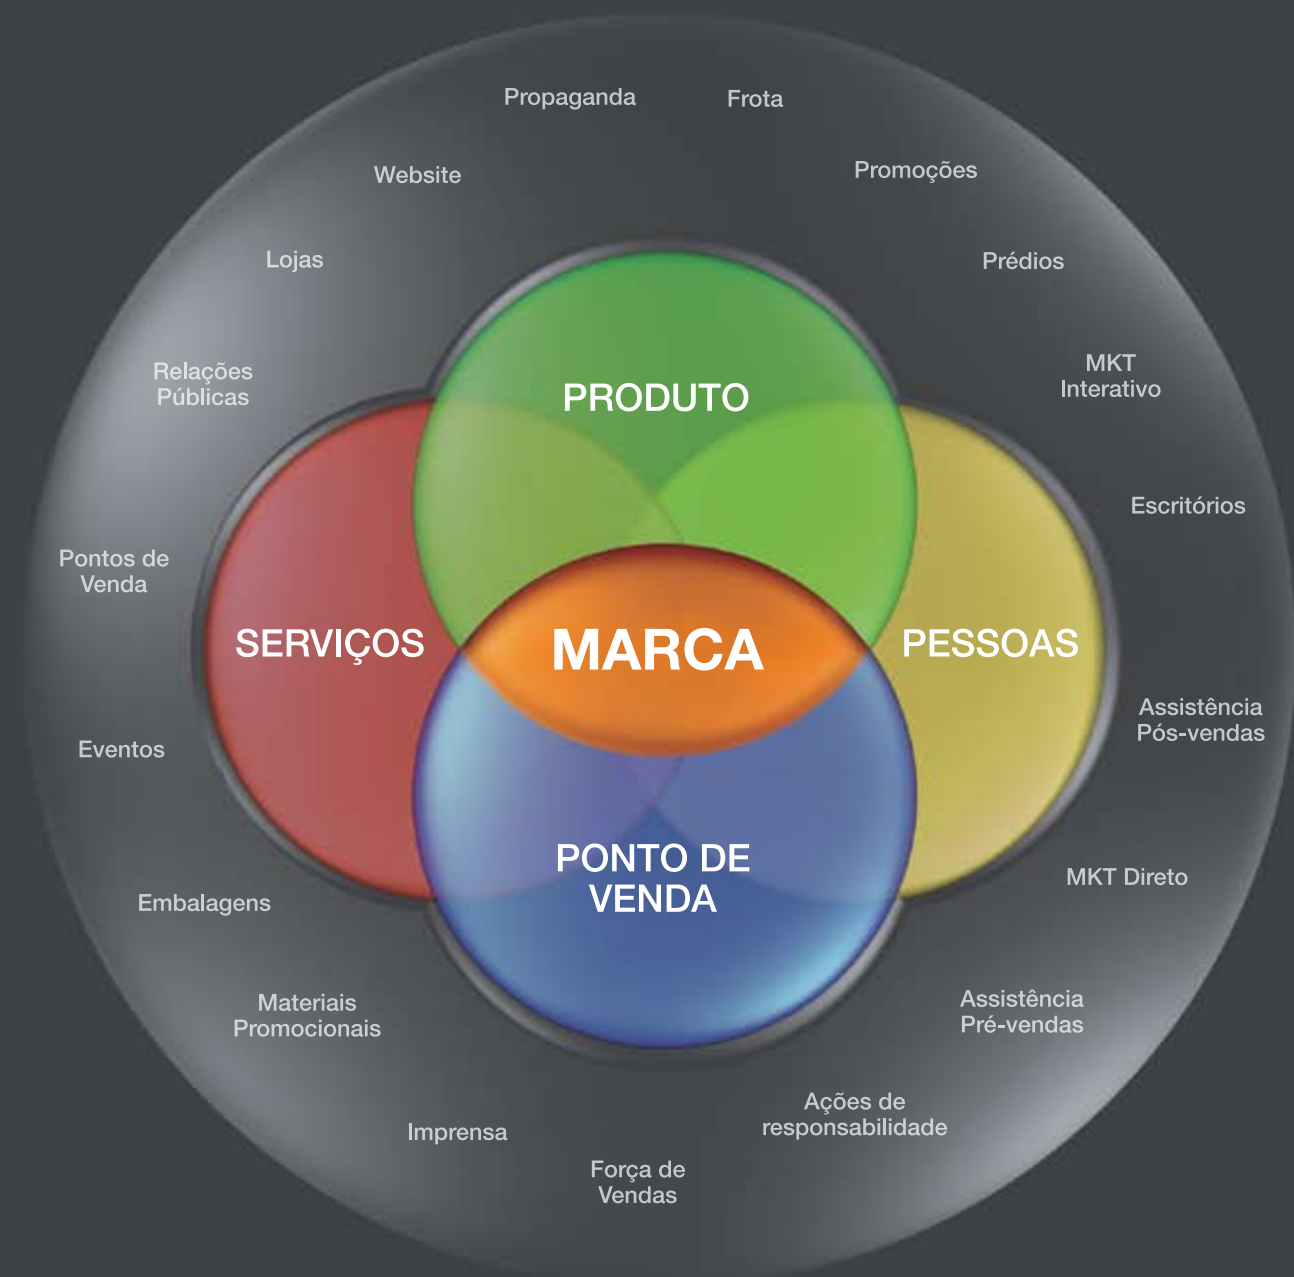 Propaganda
Frota
Website
Promoções
Lojas
Prédios
Relações
Públicas
MKT
Interativo
PRODUTO
Escritórios
Pontos de
Venda
SERVIÇOS
MARCA
PESSOAS
Assistência
Pós-vendas
Eventos
PONTO DE
VENDA
MKT Direto
Embalagens
Materiais
Promocionais
Assistência
Pré-vendas
Ações de
responsabilidade
Imprensa
Força de
Vendas